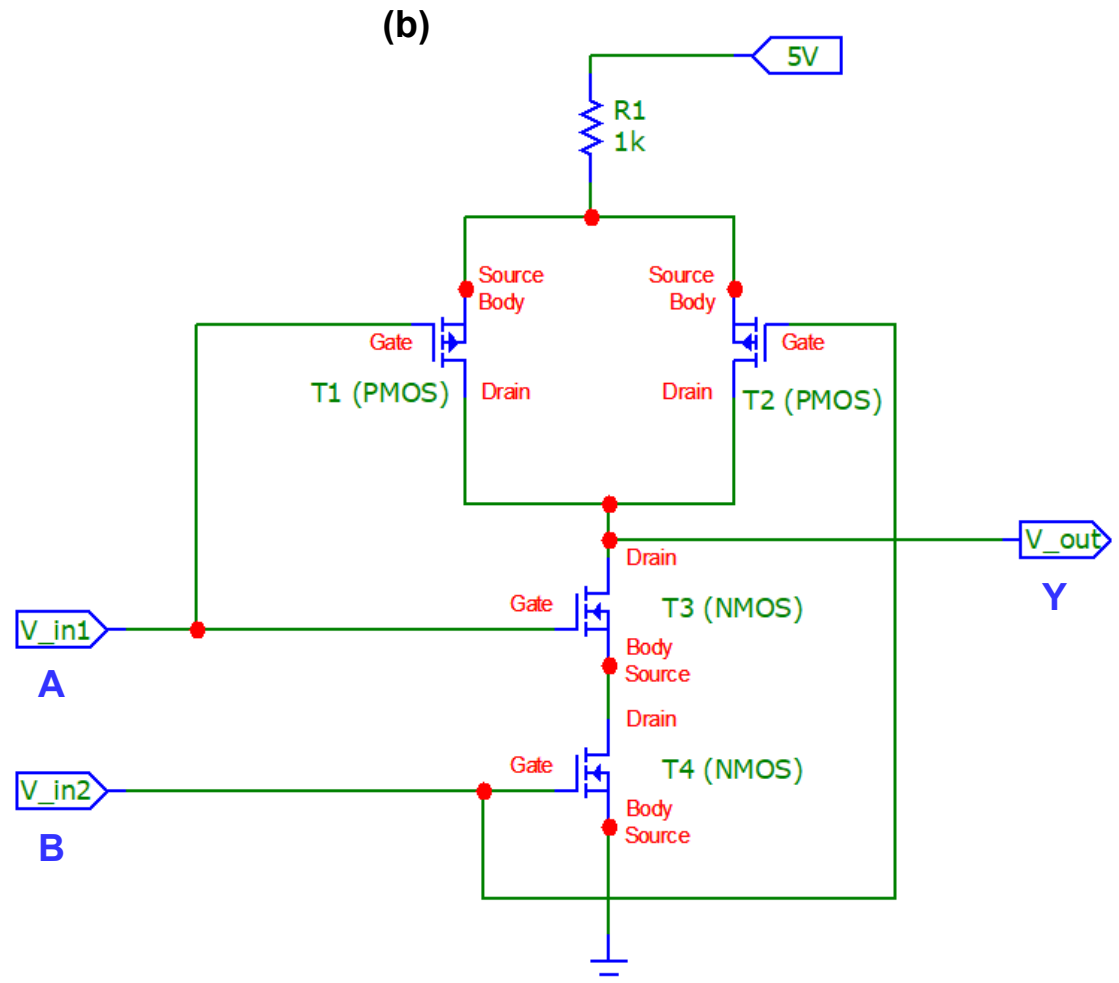 (b)
5V
R1
1k
Source
Body
Source
Body
Gate
Gate
Drain
Drain
T1 (PMOS)
T2 (PMOS)
V_out
Y
Drain
Gate
T3 (NMOS)
V_in1
Body
Source
A
Drain
Gate
T4 (NMOS)
V_in2
Body
Source
B